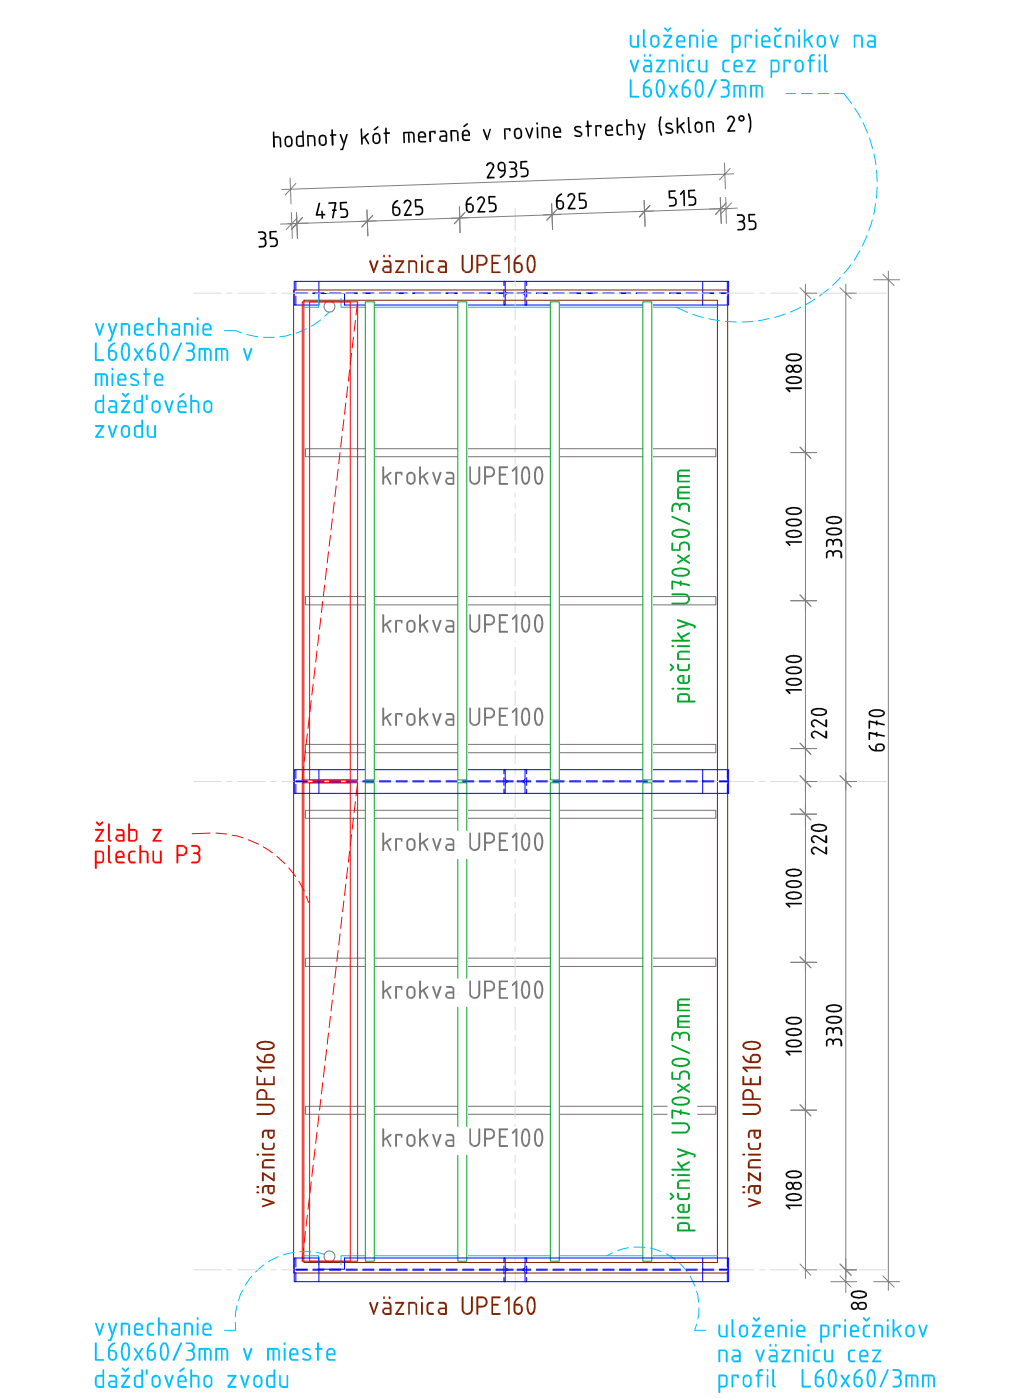 uloženie priečnikov na
väznicu cez profil
L60x60/3mm
hodnoty kót merané v rovine strechy (sklon 2°)
2935
475
625
625
625
515
35
35
väznica UPE160
vynechanie
L60x60/3mm v
mieste
dažďového
zvodu
1080
krokva UPE100
piečniky U70x50/3mm
1000
3300
krokva UPE100
1000
krokva UPE100
220
6770
žlab z
plechu P3
krokva UPE100
220
1000
krokva UPE100
piečniky U70x50/3mm
1000
3300
väznica UPE160
väznica UPE160
krokva UPE100
1080
väznica UPE160
80
vynechanie
L60x60/3mm v mieste
dažďového zvodu
uloženie priečnikov
na väznicu cez
profil L60x60/3mm